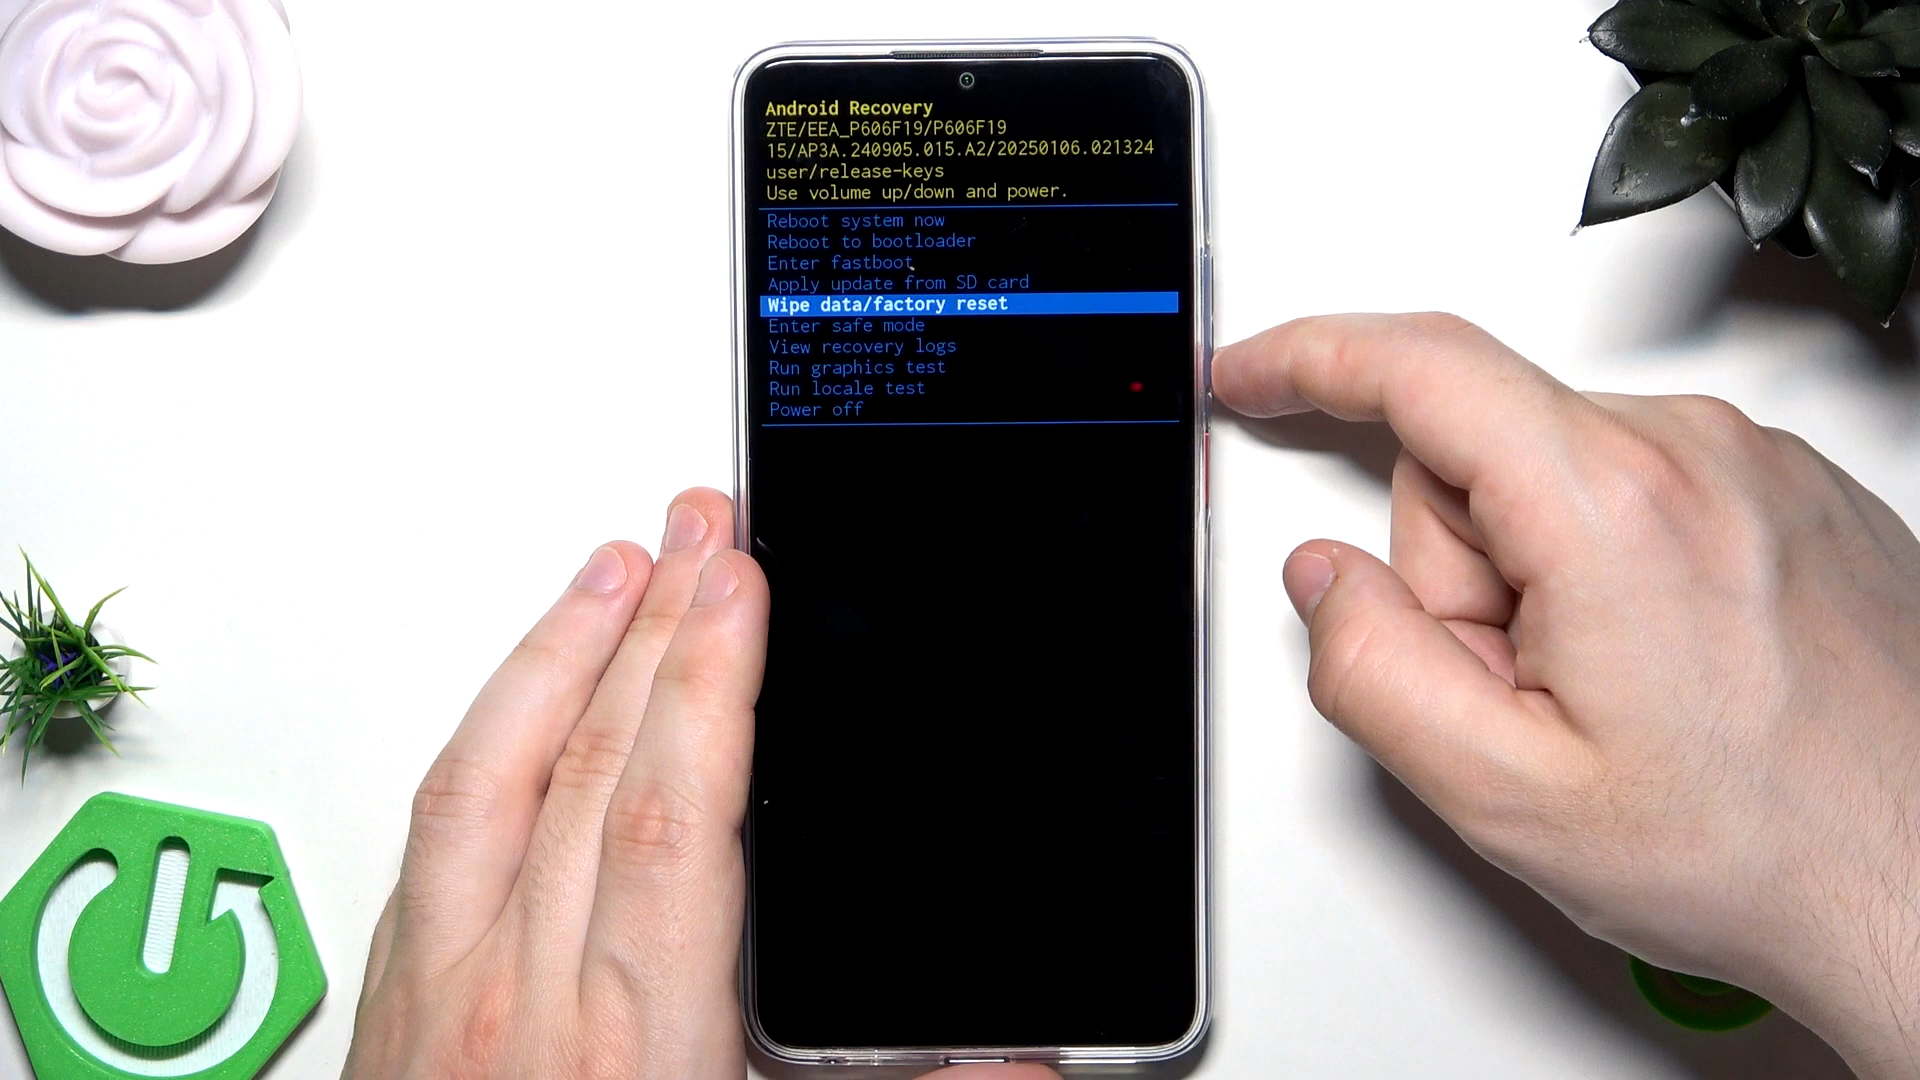 Android Recovery
ZTE/EEA_P606F19/P606F19
15/AP3A.240905.015.A2/20250106.021324
user/release-keys
Use volume up/down and power.
Reboot system now
Reboot to bootloader
Enter fastboot
Apply update from SD card
Wipe data/factory reset
Enter safe mode
View recovery logs
Run graphics test
Run locale test
Power off